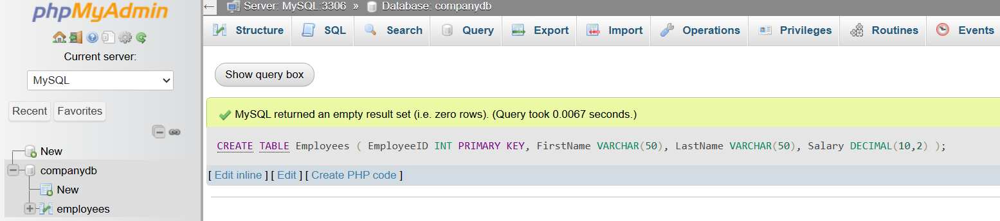 phpMyAdmin
Current server:
MySQL
Recent Favorites
New
companydb
New
employees
Server: MySQL:3306 » Database: companydb
Structure SQL Search Query Export Import Operations Privileges Routines Events
Show query box
MySQL returned an empty result set (i.e. zero rows). (Query took 0.0067 seconds.)
CREATE TABLE Employees ( EmployeeID INT PRIMARY KEY, FirstName VARCHAR(50), LastName VARCHAR(50), Salary DECIMAL(10,2) );
[ Edit inline ] [ Edit ] [ Create PHP code ]